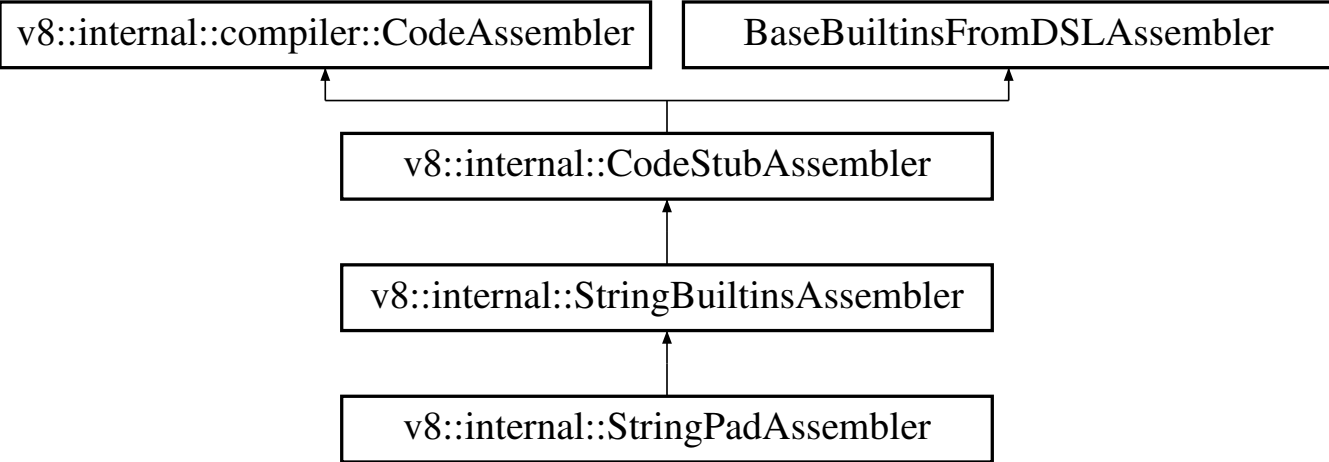 v8::internal::compiler::CodeAssembler
BaseBuiltinsFromDSLAssembler
v8::internal::CodeStubAssembler
v8::internal::StringBuiltinsAssembler
v8::internal::StringPadAssembler